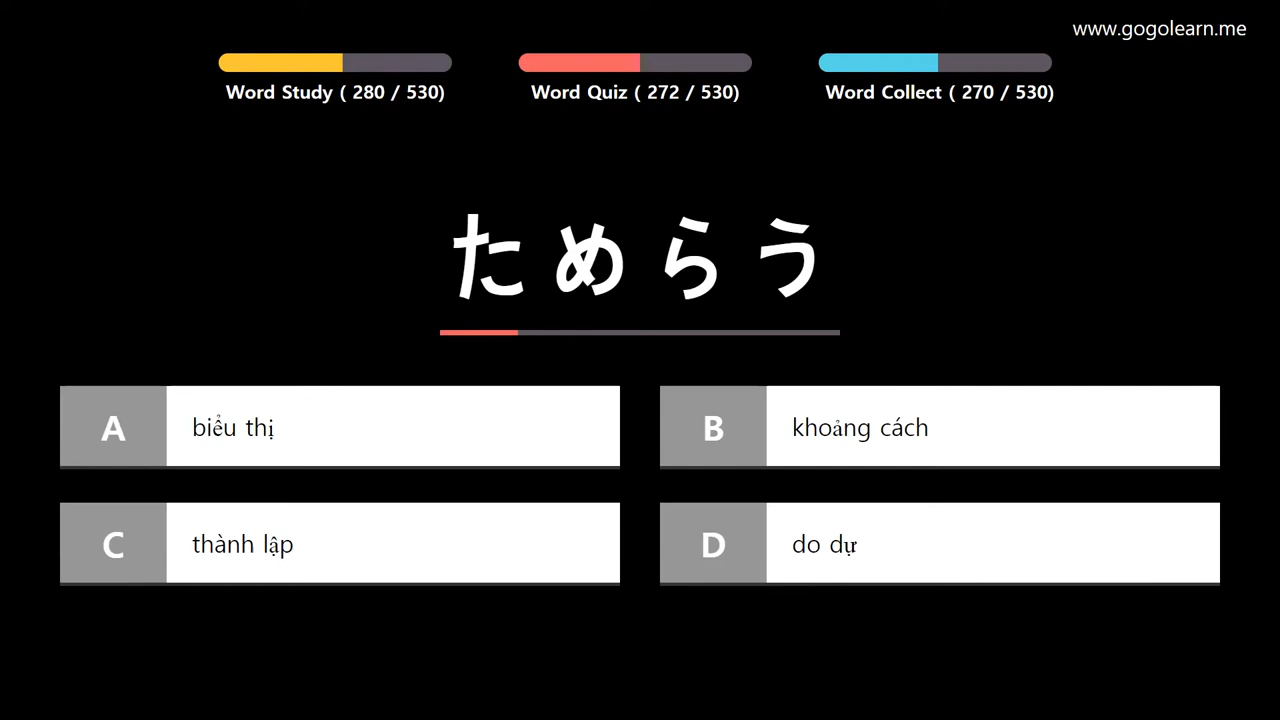 www.gogolearn.me
Word Study ( 280 / 530)
Word Quiz ( 272 / 530)
Word Collect ( 270 / 530)
ためらう
A biểu thị
B khoảng cách
C thành lập
D do dự